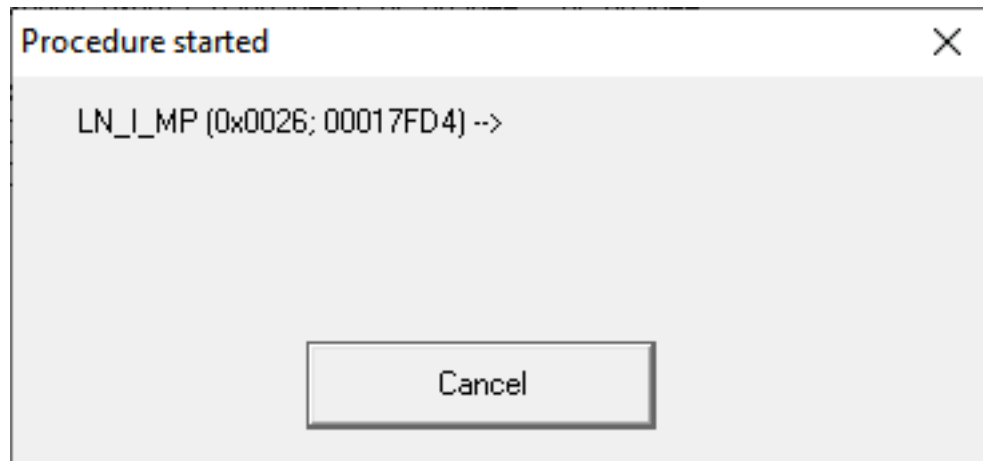 Procedure started
LN_I_MP (0x0026; 00017FD4) -->
Cancel